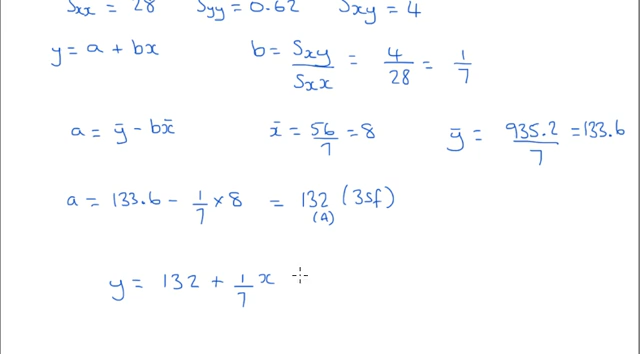 Sxx = 28 Syy = 0.62 Sxy = 4
y = a + bx b = Sxy/Sxx = 4/28 = 1/7
a = ȳ - bx̄ x̄ = 56/7 = 8 ȳ = 935.2/7 = 133.6
a = 133.6 - 1/7 × 8 = 132 (3sf)
(A)
y = 132 + 1/7 x